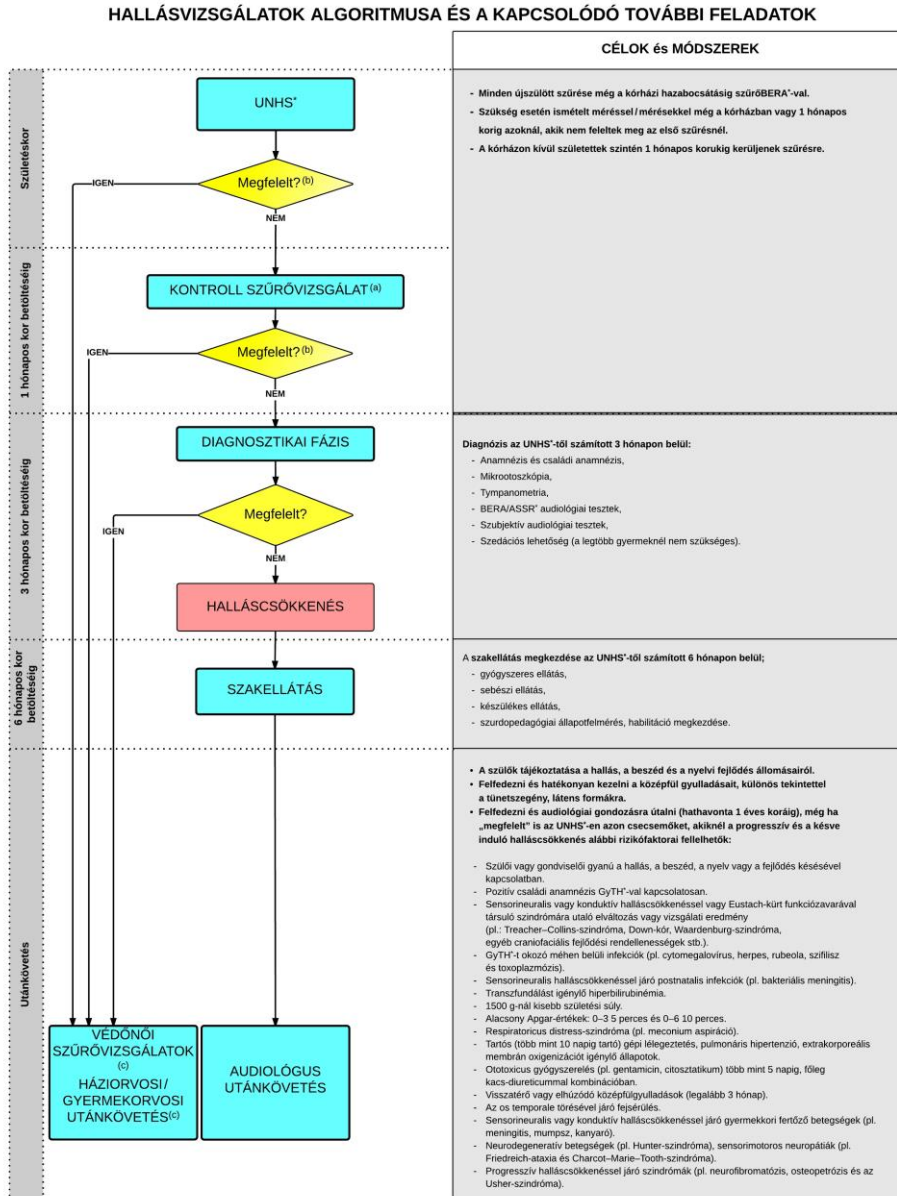 HALLÁSVIZSGÁLATOK ALGORITMUSA ÉS A KAPCSOLÓDÓ TOVÁBBI FELADATOK
CÉLOK és MÓDSZEREK
Születéskor
UNHS*
Megfelelt? (b)
IGEN
NEM
- Minden újszülött szűrése még a kórházi hazabocsátásig szűrőBERA*-val.
- Szükség esetén ismételt méréssel / mérésekkel még a kórházban vagy 1 hónapos
korig azoknál, akik nem feleltek meg az első szűrésnél.
- A kórházon kívül születettek szintén 1 hónapos korukig kerüljenek szűrésre.
1 hónapos kor betöltéséig
KONTROLL SZŰRŐVIZSGÁLAT (a)
Megfelelt? (b)
IGEN
NEM
3 hónapos kor betöltéséig
DIAGNOSZTIKAI FÁZIS
Megfelelt?
IGEN
NEM
HALLÁSCSÖKKENÉS
Diagnózis az UNHS*-től számított 3 hónapon belül:
- Anamnézis és családi anamnézis,
- Mikrootoszkópia,
- Tympanometria,
- BERA/ASSR* audiológiai tesztek,
- Szubjektív audiológiai tesztek,
- Szedációs lehetőség (a legtöbb gyermeknél nem szükséges).
6 hónapos kor
betöltéséig
SZAKELLÁTÁS
A szakellátás megkezdése az UNHS*-től számított 6 hónapon belül;
- gyógyszeres ellátás,
- sebészi ellátás,
- készülékes ellátás,
- szurdopedagógiai állapotfelmérés, habilitáció megkezdése.
Utánkövetés
VÉDŐNŐI
SZŰRŐVIZSGÁLATOK
(c)
HÁZIORVOSI /
GYERMEKORVOSI
UTÁNKÖVETÉS(c)
AUDIOLÓGUS
UTÁNKÖVETÉS
• A szülők tájékoztatása a hallás, a beszéd és a nyelvi fejlődés állomásairól.
• Felfedezni és hatékonyan kezelni a középfül gyulladásait, különös tekintettel
a tünetszegény, látens formákra.
• Felfedezni és audiológiai gondozásra útalni (hathavonta 1 éves koráig), még ha
„megfelelt" is az UNHS*-en azon csecsemőket, akiknél a progresszív és a késve
induló halláscsökkenés alábbi rizikófaktorai fellelhetők:
- Szülői vagy gondviselői gyanú a hallás, a beszéd, a nyelv vagy a fejlődés késésével
kapcsolatban.
- Pozitív családi anamnézis GyTH*-val kapcsolatosan.
- Sensorineuralis vagy konduktív halláscsökkenéssel vagy Eustach-kürt funkciózavarával
társuló szindrómára utaló elváltozás vagy vizsgálati eredmény
(pl.: Treacher–Collins-szindróma, Down-kór, Waardenburg-szindróma,
egyéb craniofaciális fejlődési rendellenességek stb.).
- GyTH*-t okozó méhen belüli infekciók (pl. cytomegalovírus, herpes, rubeola, szifilisz
és toxoplazmózis).
- Sensorineuralis halláscsökkenéssel járó postnatalis infekciók (pl. bakteriális meningitis).
- Transzfundálást igénylő hiperbilirubinémia.
- 1500 g-nál kisebb születési súly.
- Alacsony Apgar-értékek: 0–3 5 perces és 0–6 10 perces.
- Respiratoricus distress-szindróma (pl. meconium aspiráció).
- Tartós (több mint 10 napig tartó) gépi lélegeztetés, pulmonáris hipertenzió, extrakorporeális
membrán oxigenizációt igénylő állapotok.
- Ototoxicus gyógyszerelés (pl. gentamicin, citosztatikum) több mint 5 napig, főleg
kacs-diureticummal kombinációban.
- Visszatérő vagy elhúzódó középfülgyulladások (legalább 3 hónap).
- Az os temporale törésével járó fejsérülés.
- Sensorineuralis vagy konduktív halláscsökkenéssel járó gyermekkori fertőző betegségek (pl.
meningitis, mumpsz, kanyaró).
- Neurodegeneratív betegségek (pl. Hunter-szindróma), sensorimotoros neuropátiák (pl.
Friedreich-ataxia és Charcot–Marie–Tooth-szindróma).
- Progresszív halláscsökkenéssel járó szindrómák (pl. neurofibromatózis, osteopetrózis és az
Usher-szindróma).